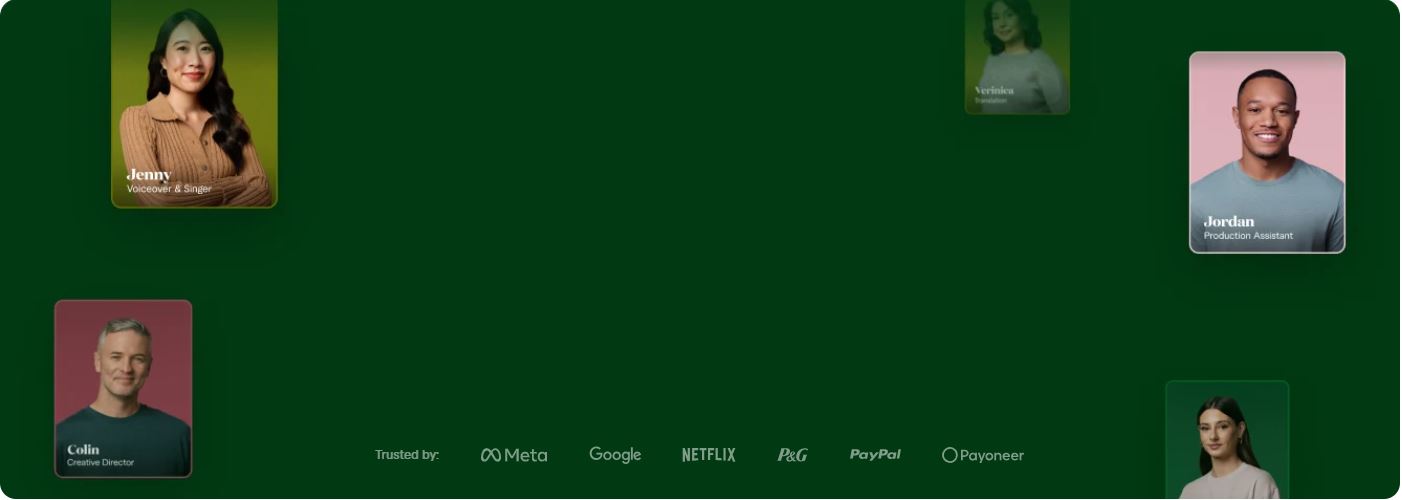 Verinica
Translation
Jenny
Voiceover & Singer
Jordan
Production Assistant
Colin
Creative Director
Trusted by: Meta Google NETFLIX P&G PayPal Payoneer